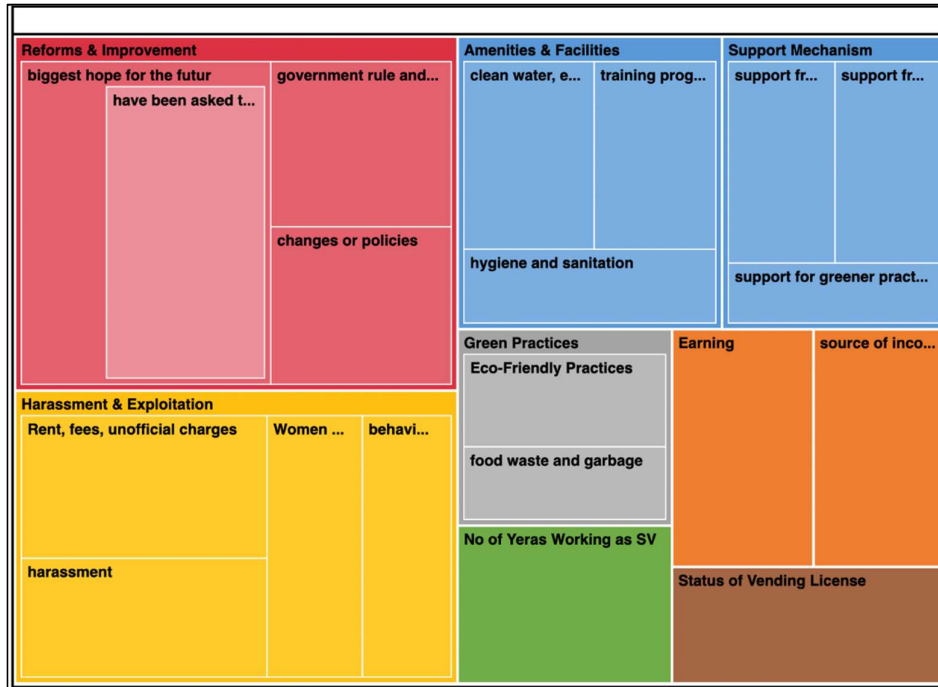 Reforms & Improvement
biggest hope for the futur
have been asked t...
government rule and...
changes or policies
Amenities & Facilities
clean water, e...
training prog...
hygiene and sanitation
Support Mechanism
support fr...
support fr...
support for greener pract...
Harassment & Exploitation
Rent, fees, unofficial charges
harassment
Women ...
behavi...
Green Practices
Eco-Friendly Practices
food waste and garbage
Earning
source of inco...
No of Yeras Working as SV
Status of Vending License